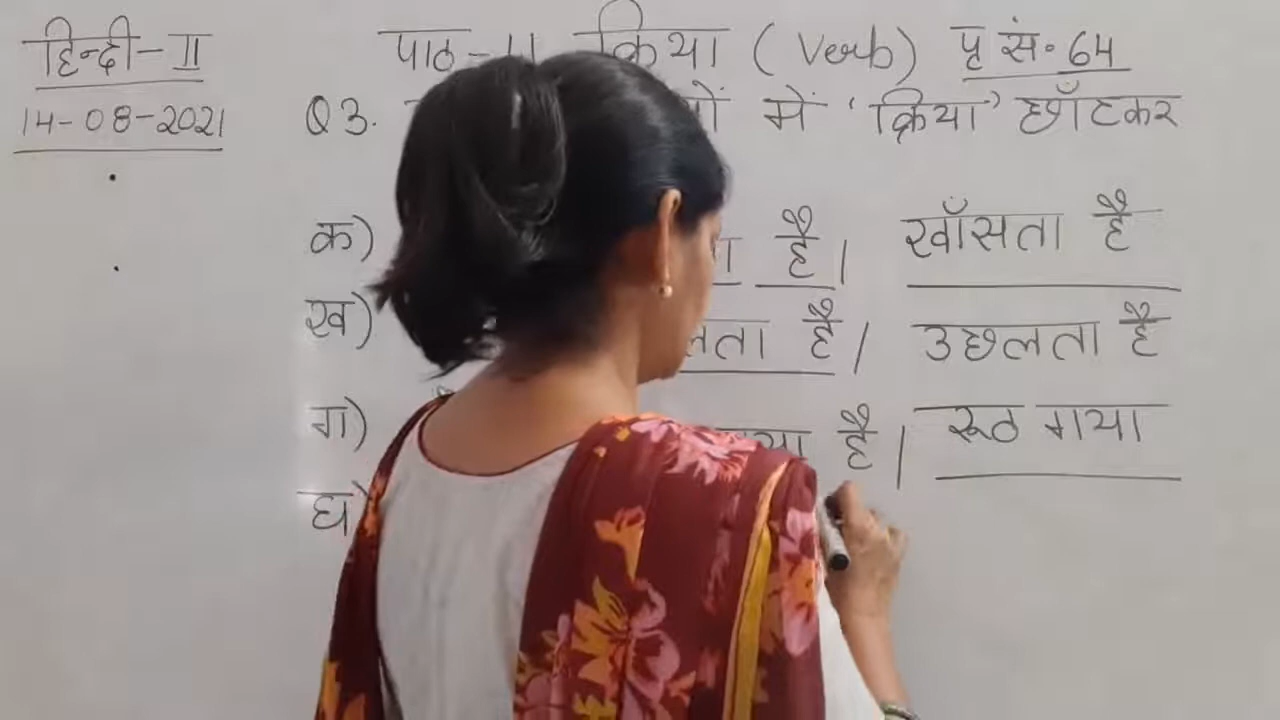 हिन्दी-II
14-08-2021
पाठ-11 क्रिया (Verb) पृ सं॰ 64
Q3. में 'क्रिया' छाँटकर
क) है। खाँसता है
ख) है। उछलता है
ग) है। रूठ गया
घ)